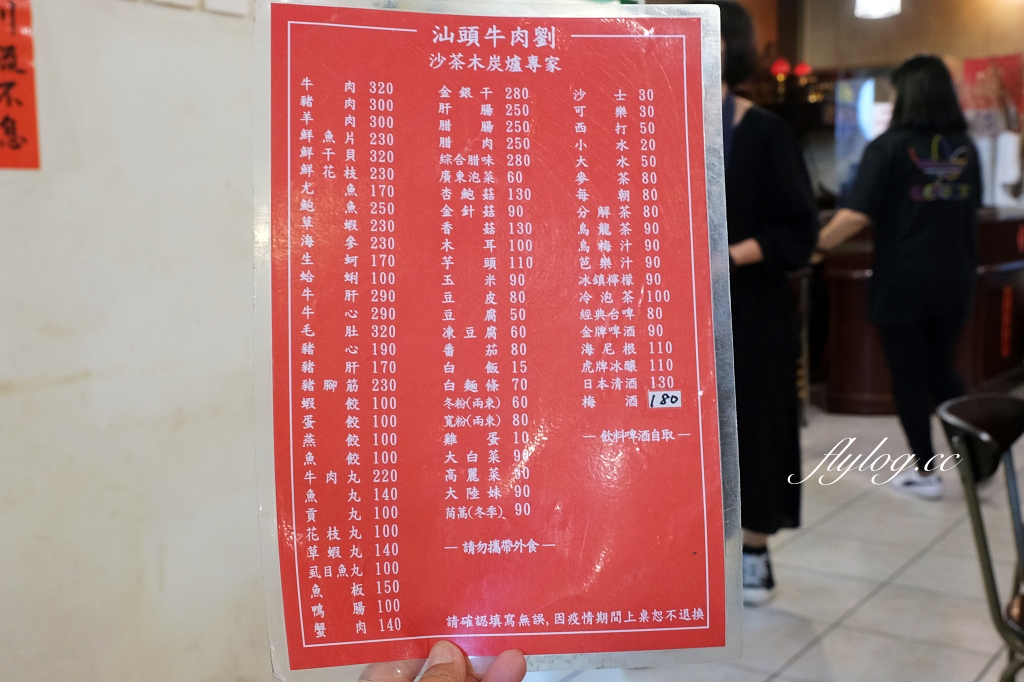 川流不息
汕頭牛肉劉
沙茶木炭爐專家
牛肉 320
豬肉 300
羊肉 300
鮮魚片 230
鮮干貝 320
鮮花枝 230
尤魚 170
鮑魚 250
草蝦 230
海參 230
生蚵 170
蛤蜊 100
牛肝 290
牛心 290
毛肚 320
豬心 190
豬肝 170
豬腳筋 230
蝦餃 100
蛋餃 100
燕餃 100
魚餃 100
牛肉丸 220
魚丸 140
貢丸 100
花枝丸 100
草蝦丸 140
虱目魚丸 100
魚板 150
鴨腸 100
蟹肉 140
金銀干 280
肝腸 250
腊腸 250
腊肉 250
綜合腊味 280
廣東泡菜 60
杏鮑菇 130
金針菇 90
香菇 130
木耳 100
芋頭 110
玉米 90
豆皮 80
豆腐 50
凍豆腐 60
番茄 80
白飯 15
白麵條 70
冬粉(兩束) 60
寬粉(兩束) 80
雞蛋 10
大白菜 90
高麗菜 90
大陸妹 90
茼蒿(冬季) 90
— 請勿攜帶外食 —
沙士 30
可樂 30
西打 50
小水 20
大水 50
麥茶 80
每朝 80
分解茶 80
烏龍茶 90
烏梅汁 90
芭樂汁 90
冰鎮檸檬 90
冷泡茶 100
經典台啤 80
金牌啤酒 90
海尼根 110
虎牌冰釀 110
日本清酒 130
梅酒 180
— 飲料啤酒自取 —
請確認填寫無誤,因疫情期間上桌恕不退換
flylog.cc